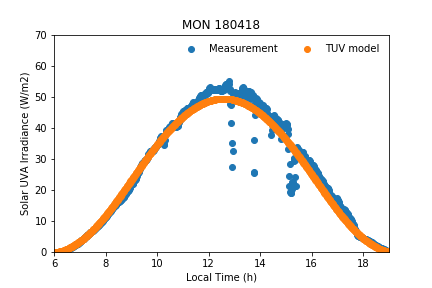 MON 180418
Measurement TUV model
Solar UVA Irradiance (W/m2)
70
60
50
40
30
20
10
0
6 8 10 12 14 16 18
Local Time (h)